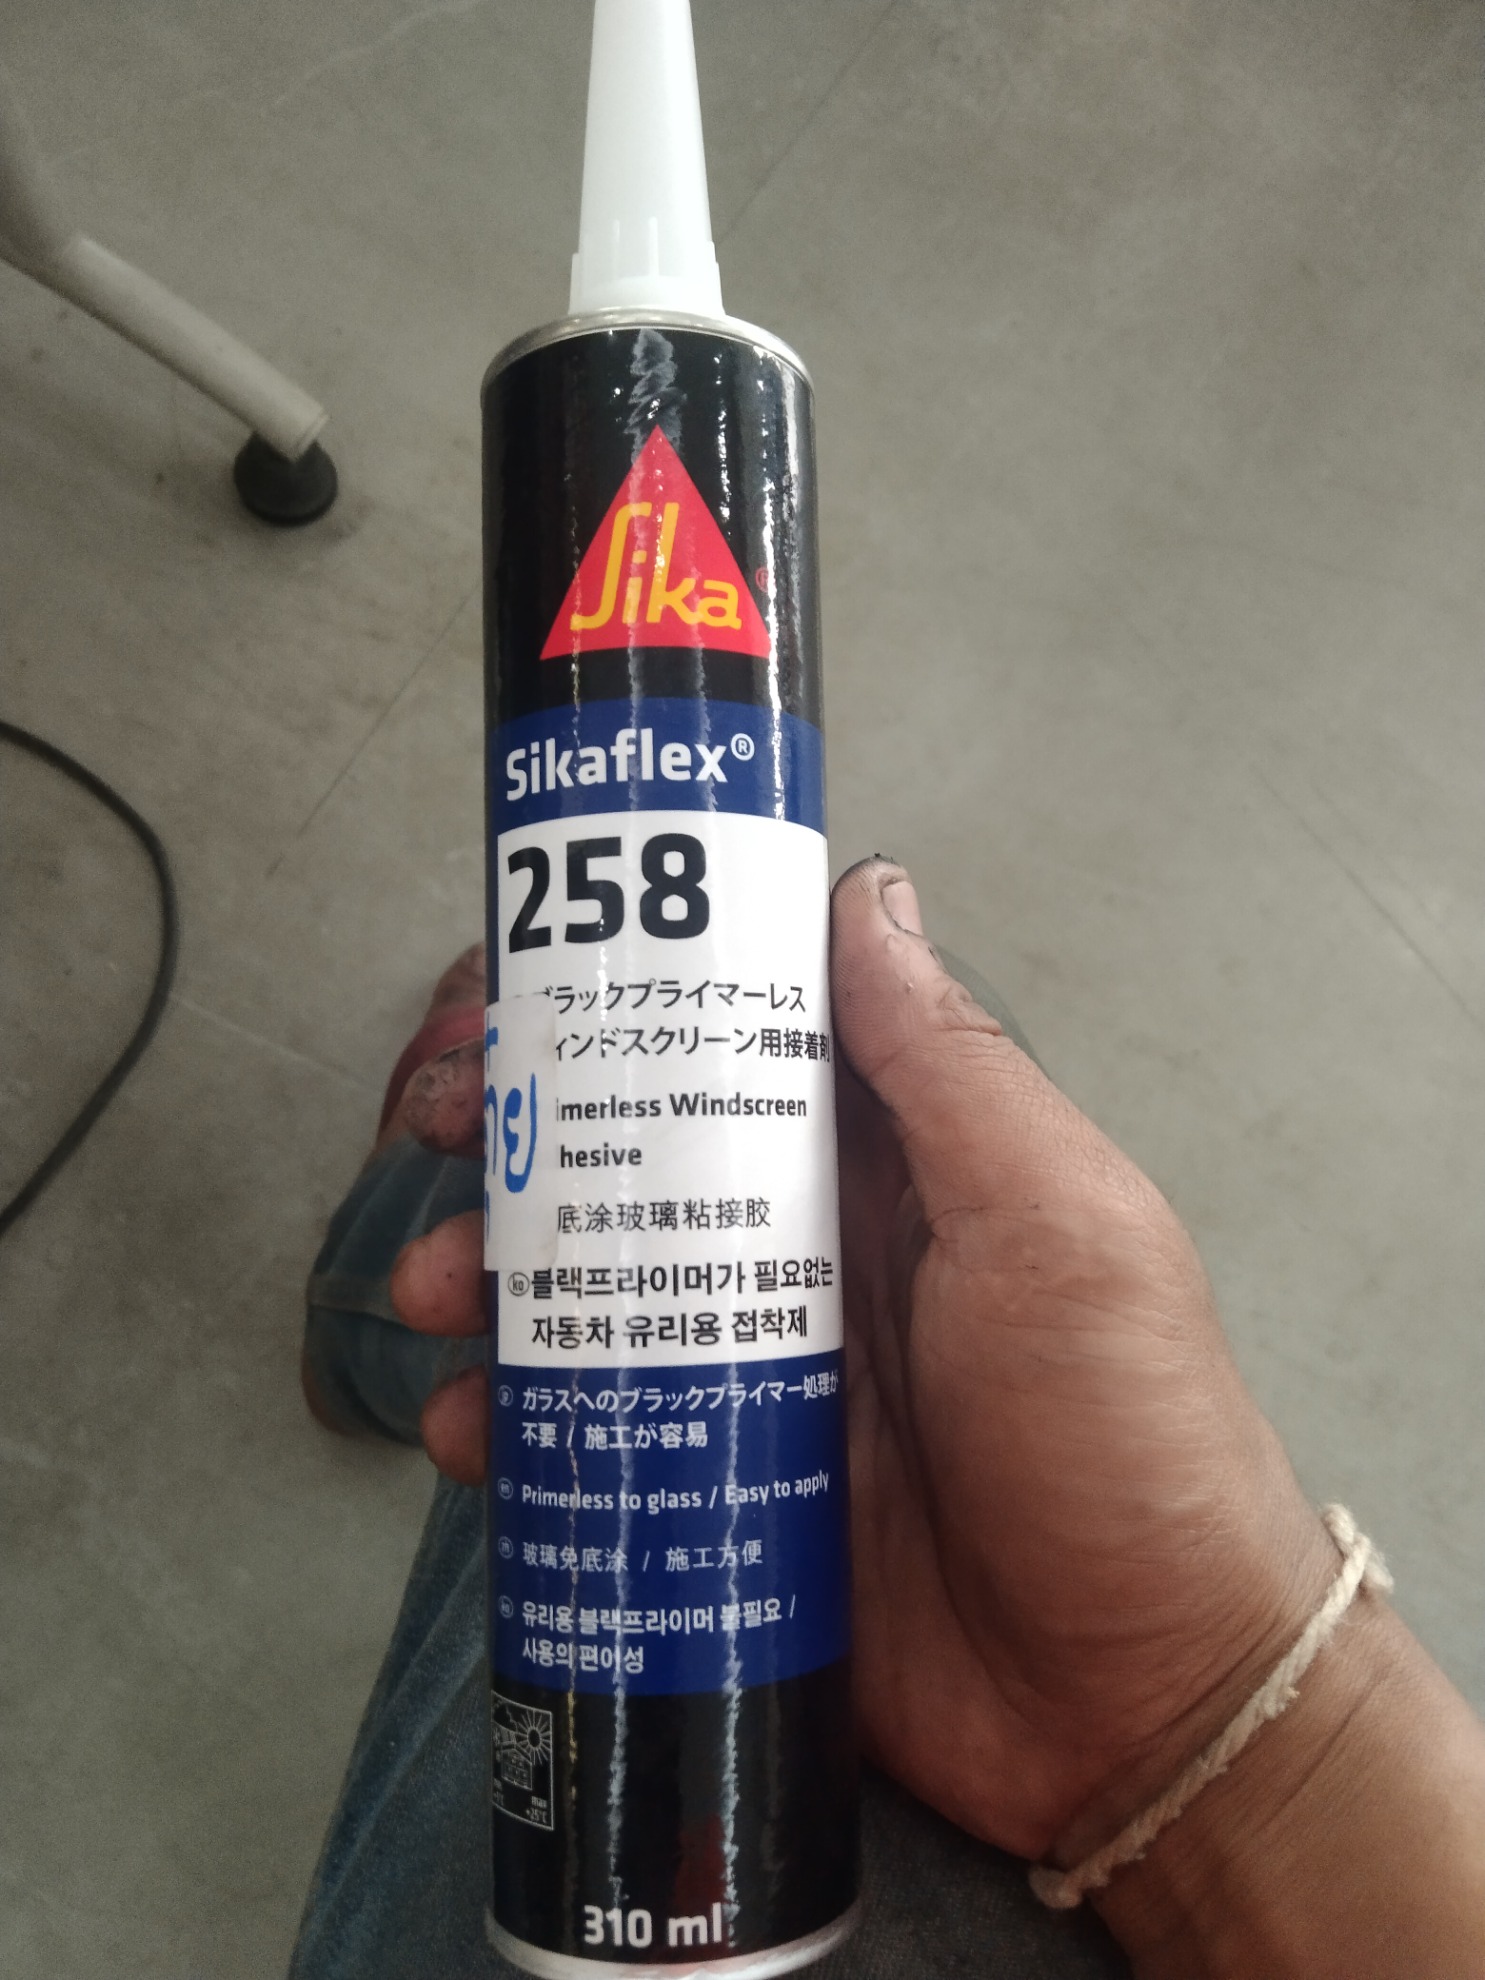 Sika®
Sikaflex®
258
ブラックプライマーレス
ィンドスクリーン用接着剤
imerless Windscreen
hesive
底涂玻璃粘接胶
ko 블랙프라이머가 필요없는
자동차 유리용 접착제
ガラスへのブラックプライマー処理が
不要 / 施工が容易
en Primerless to glass / Easy to apply
玻璃免底涂 / 施工方便
ko 유리용 블랙프라이머 불필요 /
사용의 편이성
max
+25°C
310 ml